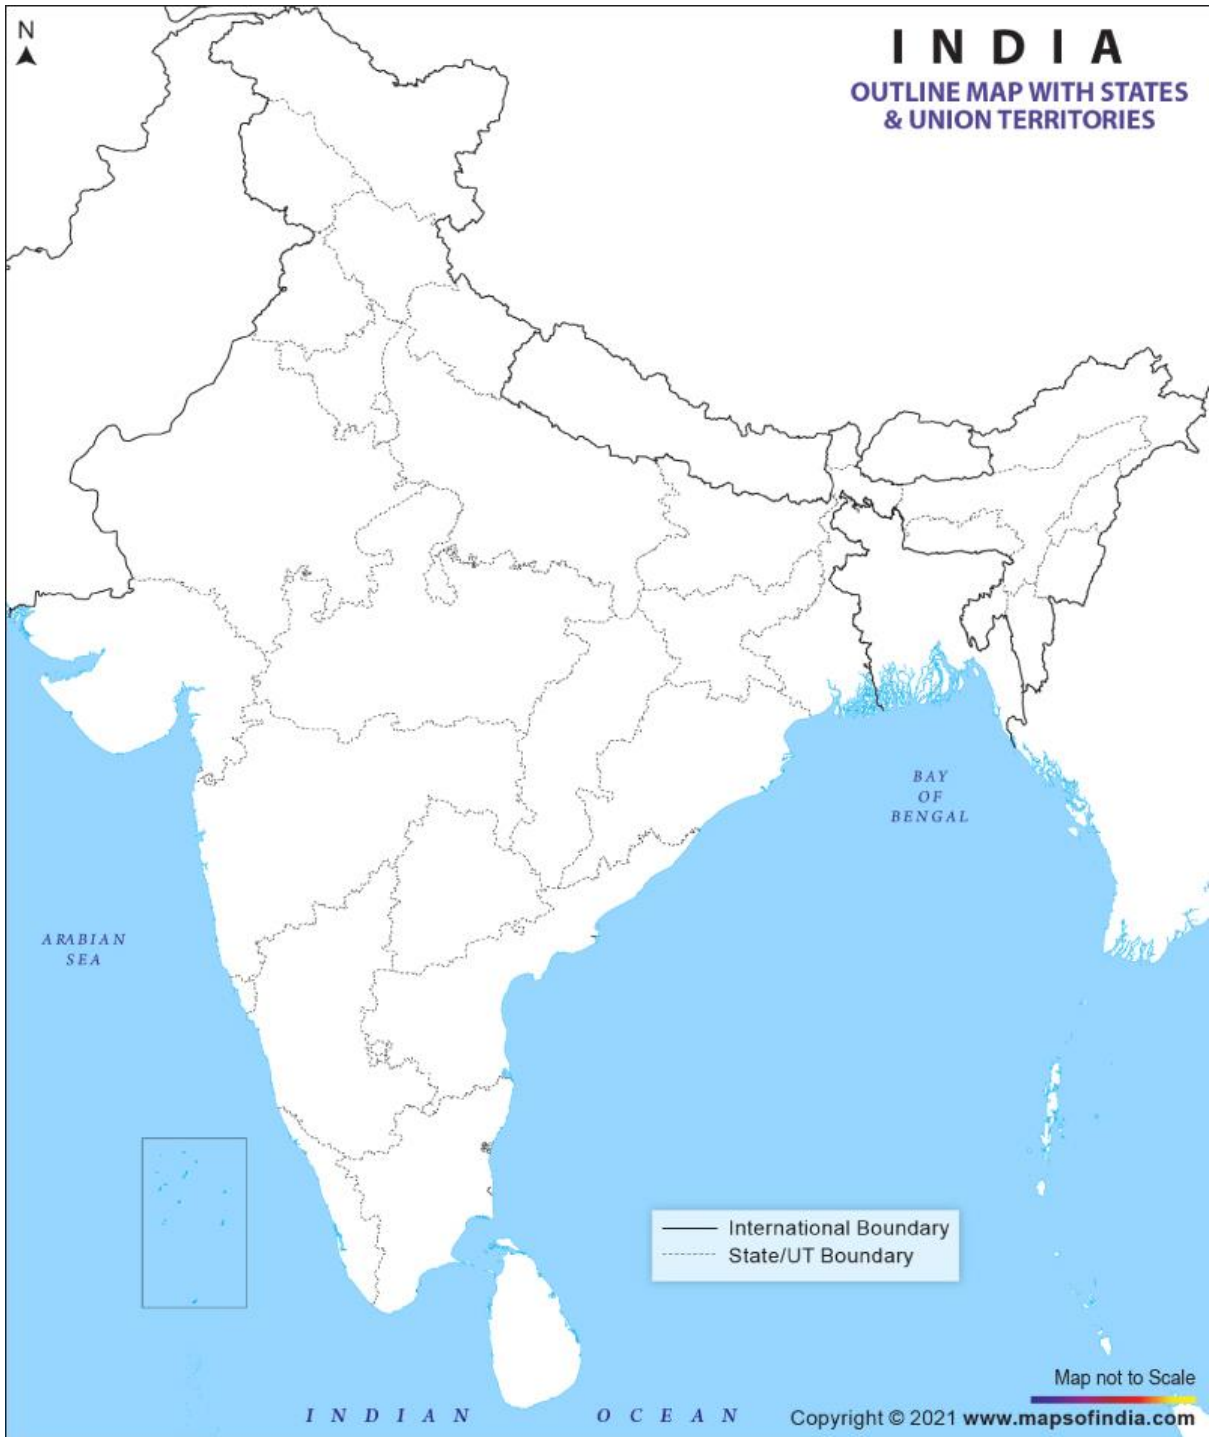 N
INDIA
OUTLINE MAP WITH STATES
& UNION TERRITORIES
BAY
OF
BENGAL
ARABIAN
SEA
International Boundary
State/UT Boundary
Map not to Scale
INDIAN OCEAN
Copyright © 2021 www.mapsofindia.com